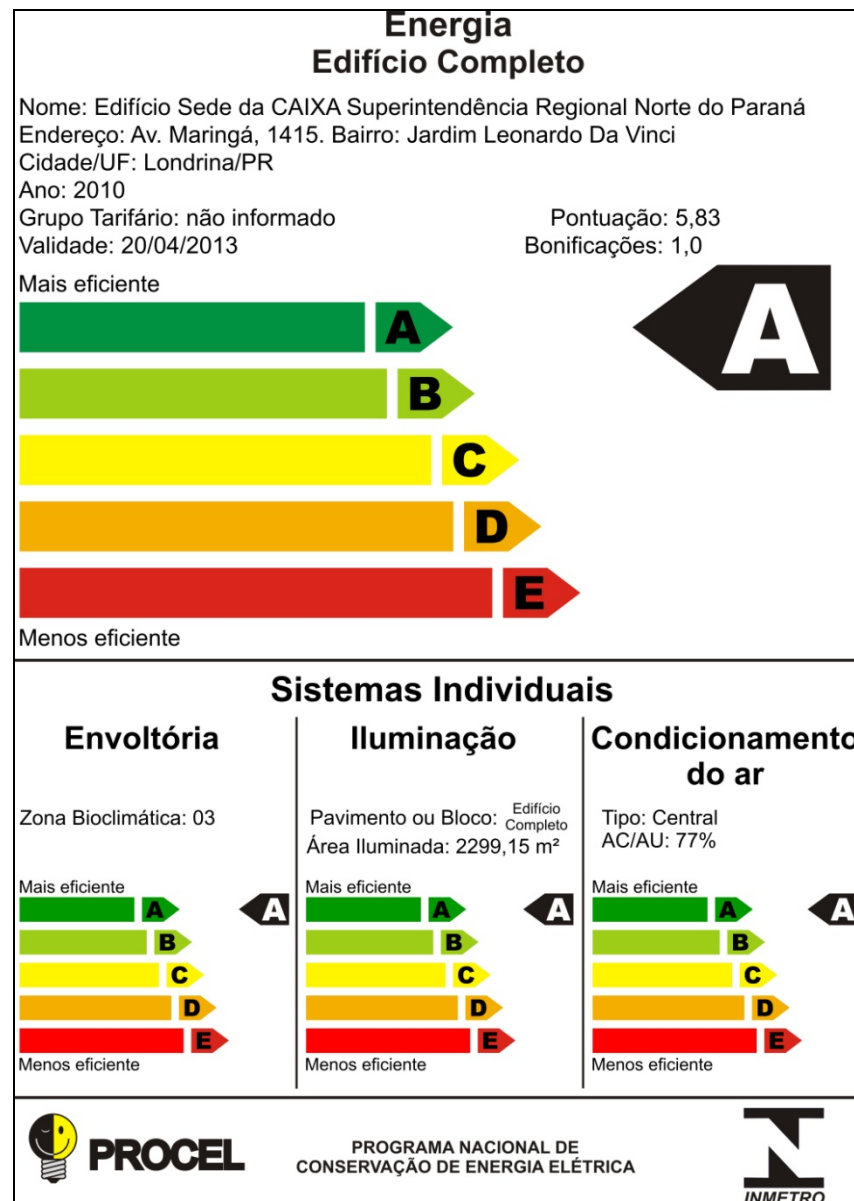 Energia
Edifício Completo
Nome: Edifício Sede da CAIXA Superintendência Regional Norte do Paraná
Endereço: Av. Maringá, 1415. Bairro: Jardim Leonardo Da Vinci
Cidade/UF: Londrina/PR
Ano: 2010
Grupo Tarifário: não informado
Pontuação: 5,83
Validade: 20/04/2013
Bonificações: 1,0
Mais eficiente
A
A
B
C
D
E
Menos eficiente
Sistemas Individuais
Envoltória
Zona Bioclimática: 03
Mais eficiente
A
A
B
C
D
E
Menos eficiente
Iluminação
Pavimento ou Bloco: Edifício
Completo
Área Iluminada: 2299,15 m²
Mais eficiente
A
A
B
C
D
E
Menos eficiente
Condicionamento
do ar
Tipo: Central
AC/AU: 77%
Mais eficiente
A
A
B
C
D
E
Menos eficiente
PROCEL
PROGRAMA NACIONAL DE
CONSERVAÇÃO DE ENERGIA ELÉTRICA
INMETRO